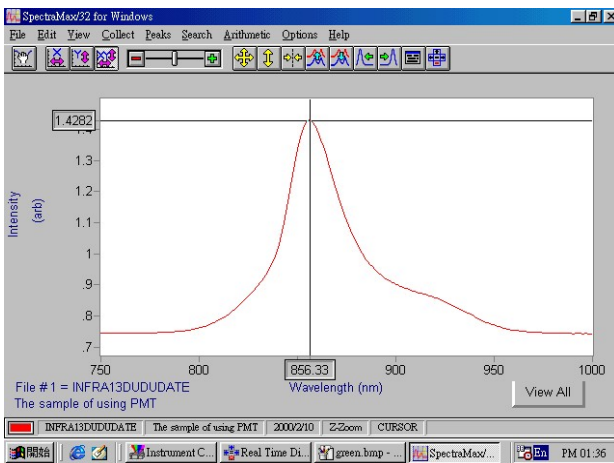 SpectraMax/32 for Windows
File Edit View Collect Peaks Search Arithmetic Options Help
1.4282
1.4
1.3
1.2
1.1
1
.9
.8
.7
Intensity
(arb)
750 800 856.33 900 950 1000
Wavelength (nm)
File # 1 = INFRA13DUDUDATE
The sample of using PMT
View All
INFRA13DUDUDATE The sample of using PMT 2000/2/10 Z-Zoom CURSOR
開始 Instrument C... Real Time Di... green.bmp - ... SpectraMax/... En PM 01:36